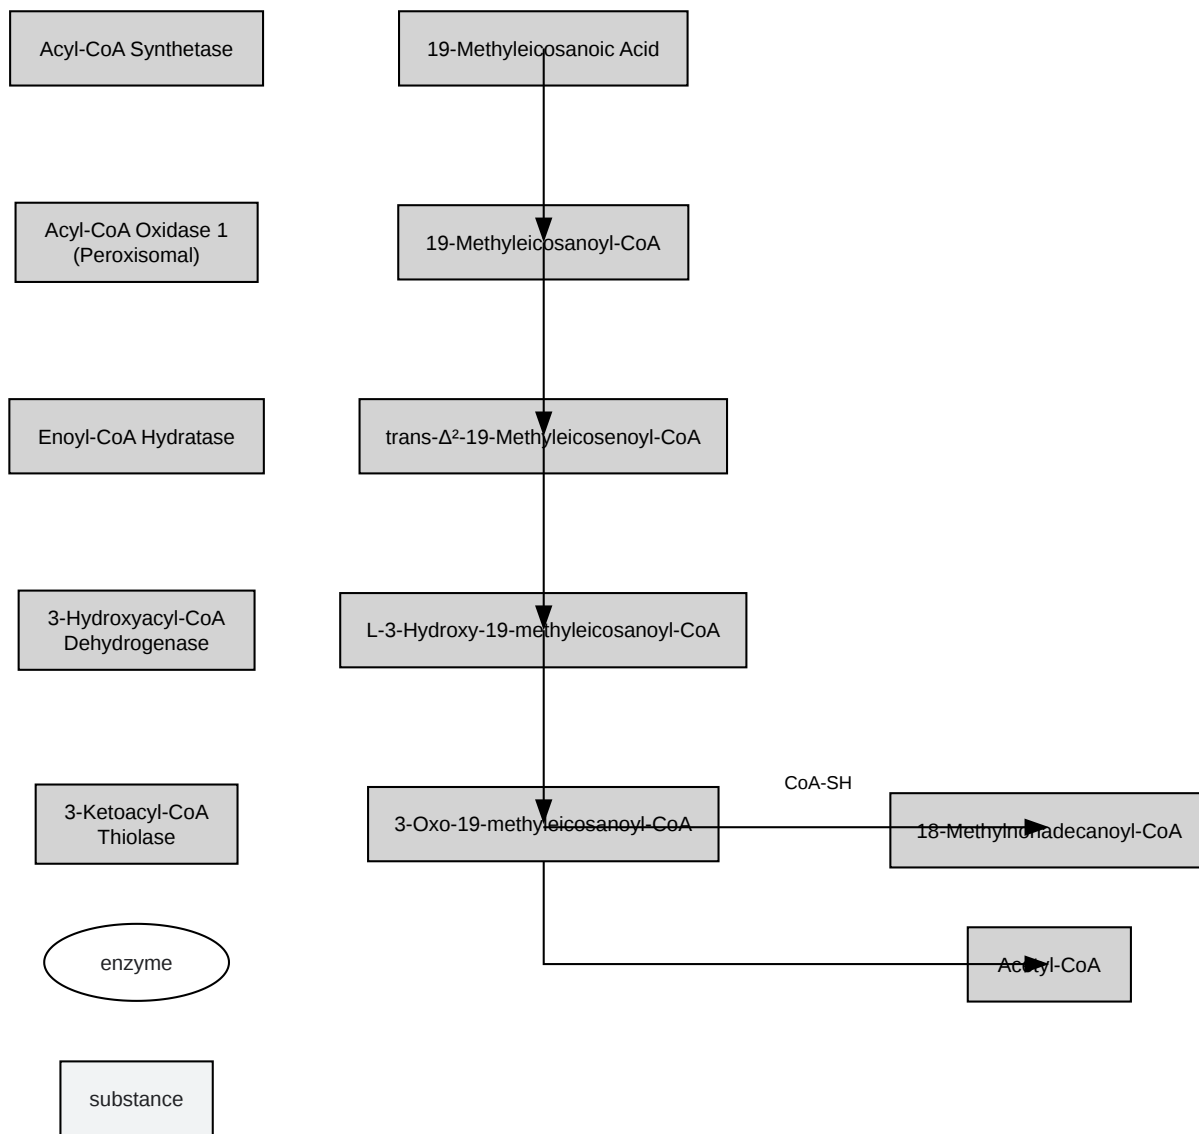 Acyl-CoA Synthetase
19-Methyleicosanoic Acid
Acyl-CoA Oxidase 1
(Peroxisomal)
19-Methyleicosanoyl-CoA
Enoyl-CoA Hydratase
trans-Δ²-19-Methyleicosenoyl-CoA
3-Hydroxyacyl-CoA
Dehydrogenase
L-3-Hydroxy-19-methyleicosanoyl-CoA
3-Ketoacyl-CoA
Thiolase
3-Oxo-19-methyleicosanoyl-CoA
CoA-SH
18-Methylnonadecanoyl-CoA
enzyme
Acetyl-CoA
substance